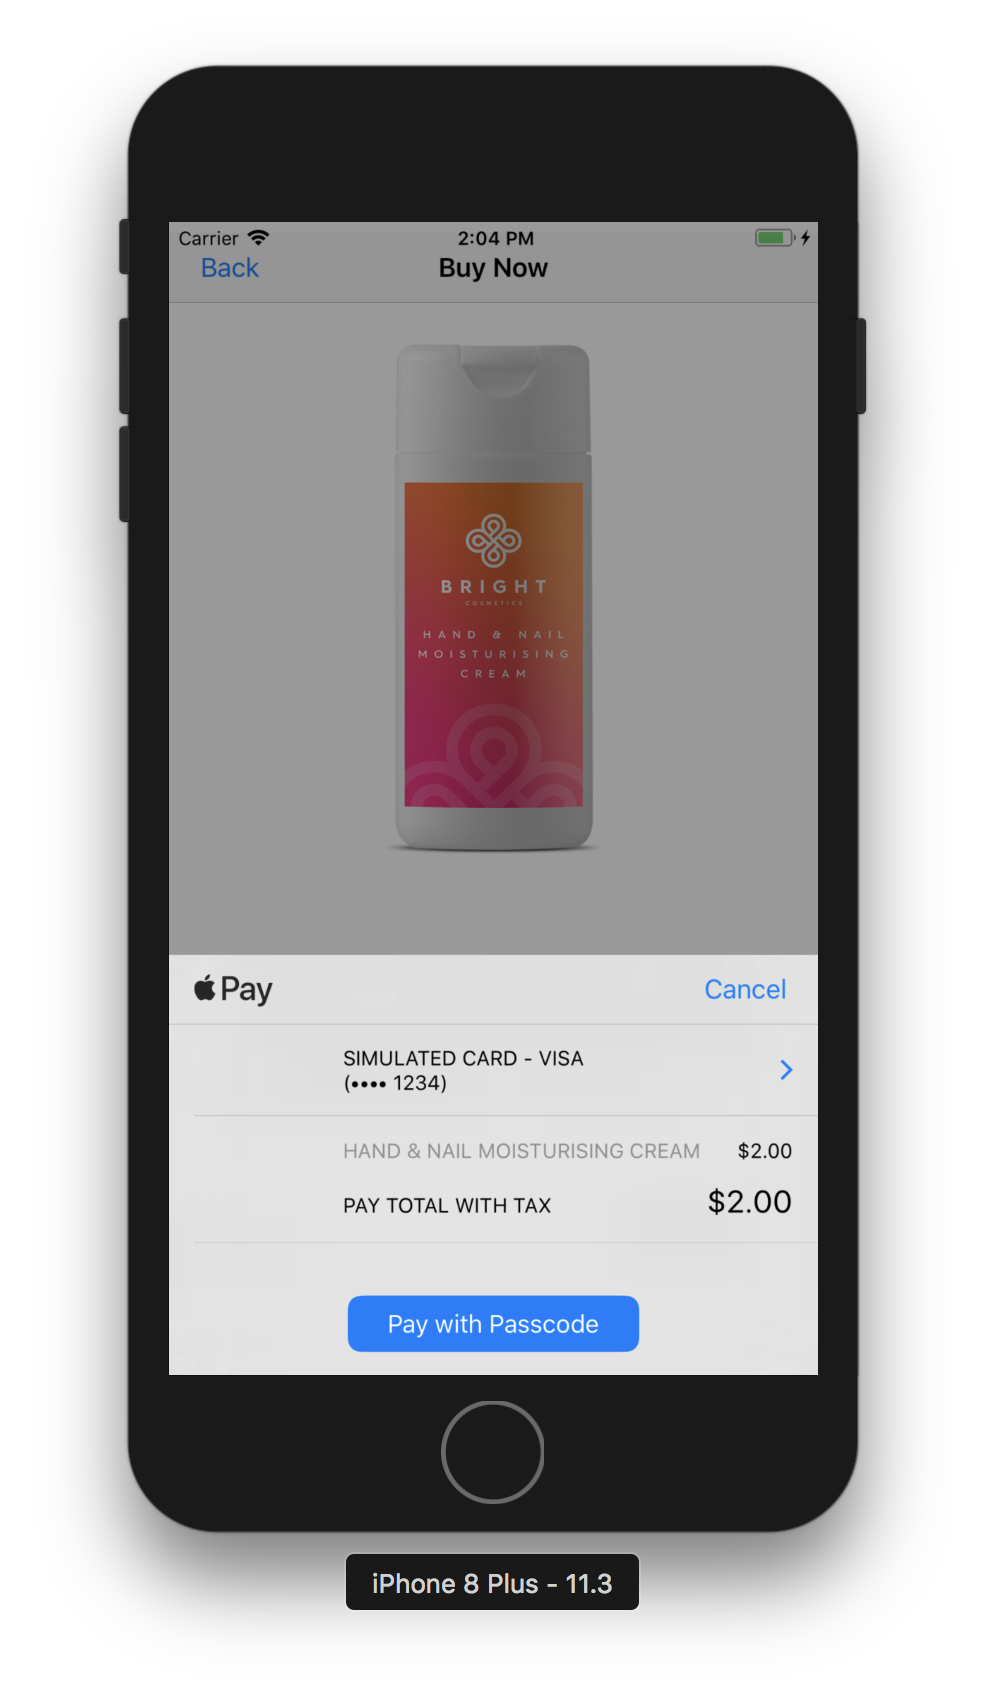 Carrier 2:04 PM
Back Buy Now
BRIGHT
COSMETICS
HAND & NAIL
MOISTURISING
CREAM
Pay Cancel
SIMULATED CARD - VISA
(•••• 1234)
HAND & NAIL MOISTURISING CREAM $2.00
PAY TOTAL WITH TAX $2.00
Pay with Passcode
iPhone 8 Plus - 11.3